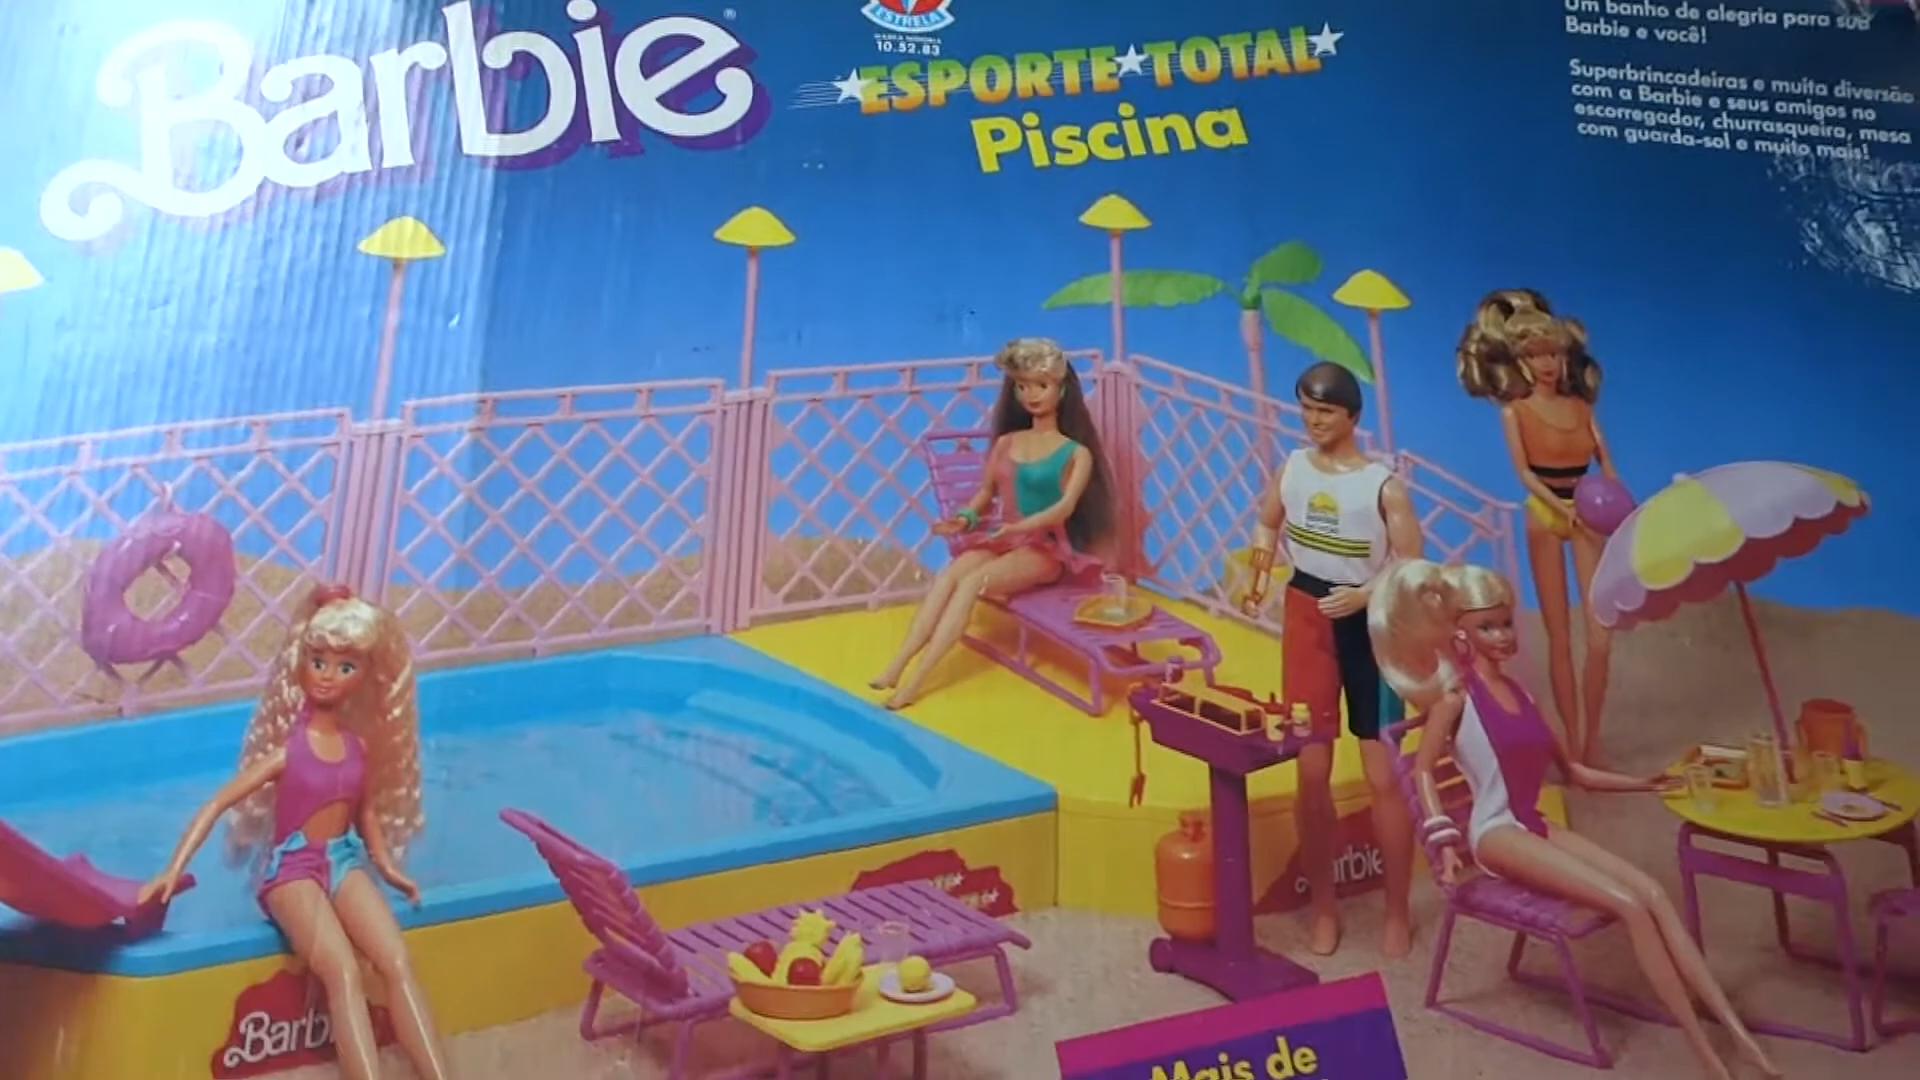 Barbie
ESTRELA
10.52.83
ESPORTE TOTAL
Piscina
Um banho de alegria para sua
Barbie e você!
Superbrincadeiras e muita diversão
com a Barbie e seus amigos no
escorregador, churrasqueira, mesa
com guarda-sol e muito mais!
Barbie
Mais de